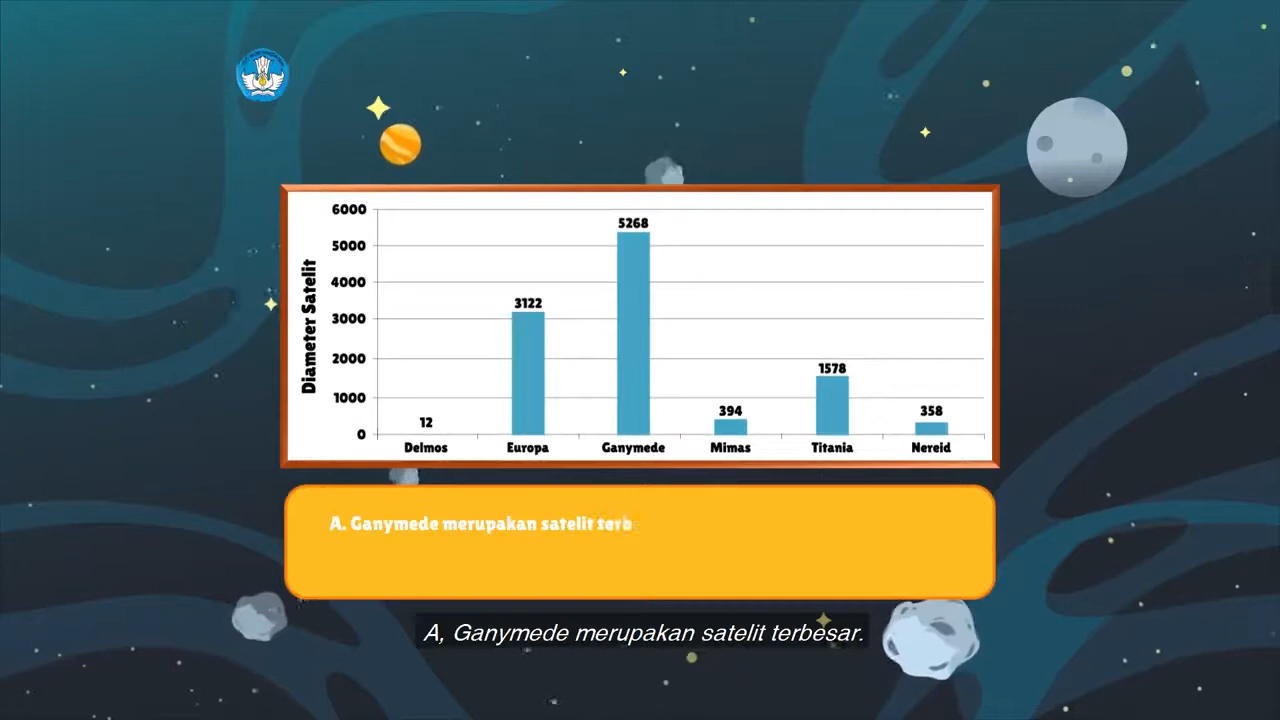 6000
5000
4000
3000
2000
1000
0
Diameter Satelit
12
3122
5268
394
1578
358
Deimos
Europa
Ganymede
Mimas
Titania
Nereid
A. Ganymede merupakan satelit terb
A, Ganymede merupakan satelit terbesar.